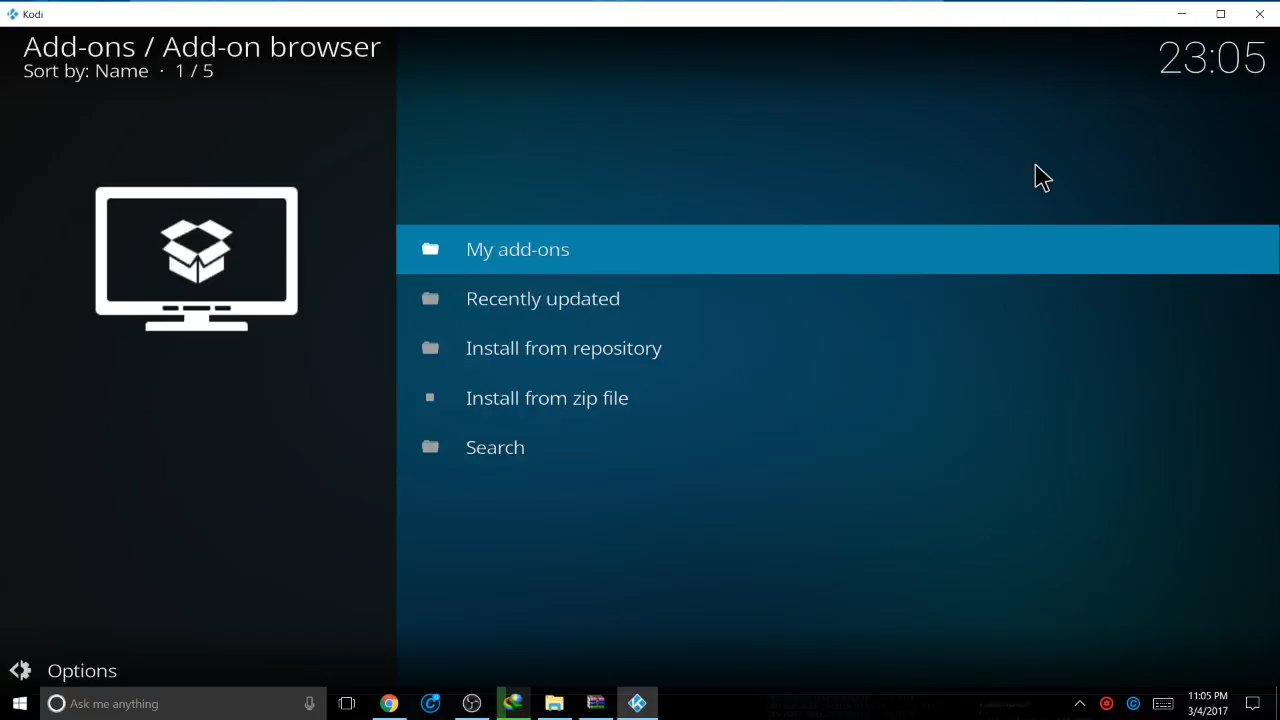 Kodi
Add-ons / Add-on browser
Sort by: Name · 1 / 5
23:05
My add-ons
Recently updated
Install from repository
Install from zip file
Search
Options
Ask me anything
11:05 PM
3/4/2017